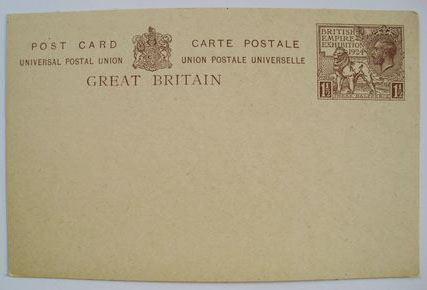 POST CARD CARTE POSTALE
UNIVERSAL POSTAL UNION UNION POSTALE UNIVERSELLE
GREAT BRITAIN
BRITISH
EMPIRE
EXHIBITION
1924
1½ 1½